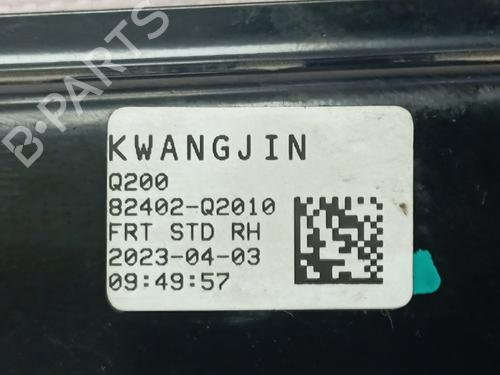 B-PARTS
KWANGJIN
Q200
82402-Q2010
FRT STD RH
2023-04-03
09:49:57